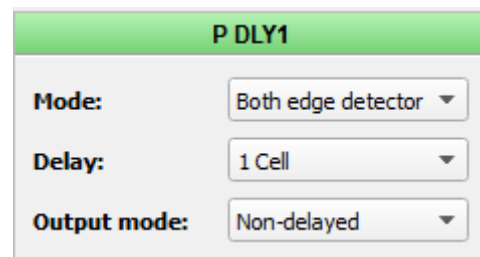 P DLY1
Mode: Both edge detector
Delay: 1 Cell
Output mode: Non-delayed